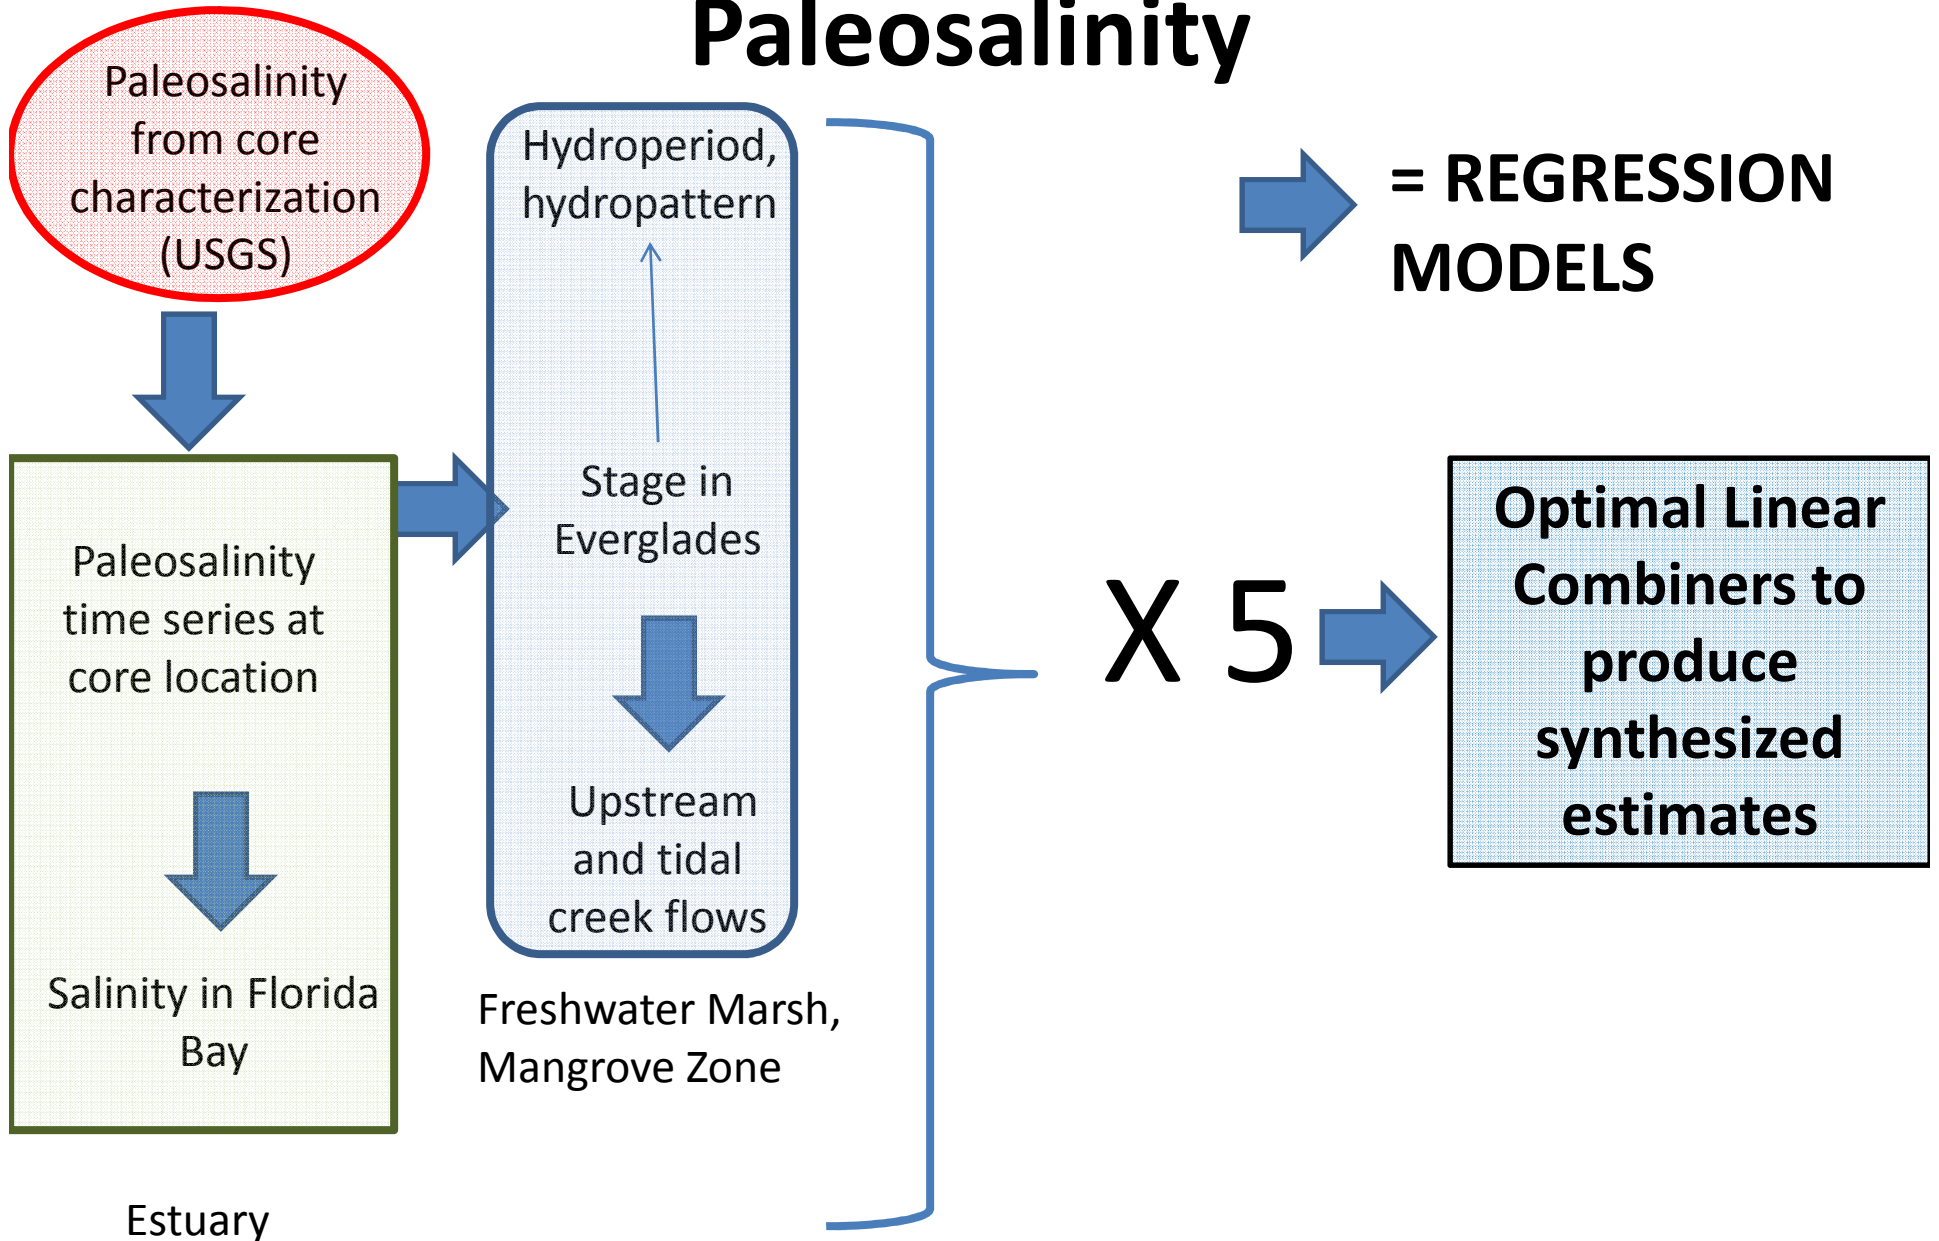 Paleosalinity
Paleosalinity
from core
characterization
(USGS)
Hydroperiod,
hydropattern
= REGRESSION
MODELS
Stage in
Everglades
Paleosalinity
time series at
core location
Upstream
and tidal
creek flows
Salinity in Florida
Bay
Freshwater Marsh,
Mangrove Zone
Estuary
X 5
Optimal Linear
Combiners to
produce
synthesized
estimates